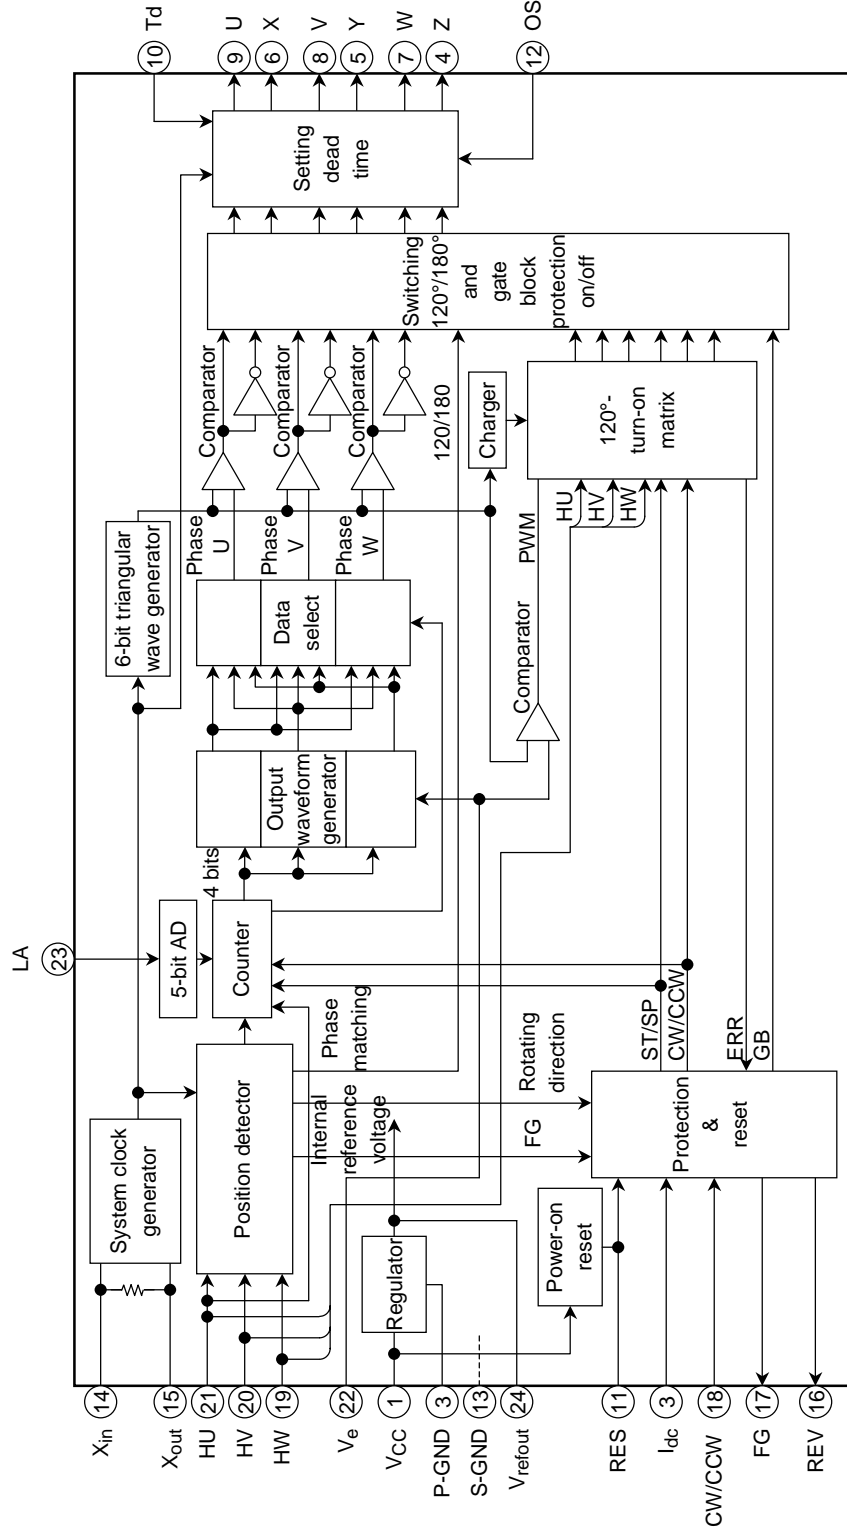 Xin
14
Xout
15
HU
21
HV
20
HW
19
Ve
22
VCC
1
P-GND
3
S-GND
13
Vrefout
24
RES
11
Idc
3
CW/CCW
18
FG
17
REV
16
System clock
generator
Position detector
Regulator
Power-on
reset
Internal
reference
voltage
Phase
matching
FG
Rotating
direction
Protection
&
reset
ST/SP
CW/CCW
ERR
GB
LA
23
5-bit AD
Counter
4 bits
Output
waveform
generator
6-bit triangular
wave generator
Data
select
Phase
U
Phase
V
Phase
W
Comparator
Comparator
Comparator
Comparator
PWM
HU
HV
HW
120/180
Charger
120°-
turn-on
matrix
Switching
120°/180°
and
gate
block
protection
on/off
Setting
dead
time
10
Td
9
U
6
X
8
V
5
Y
7
W
4
Z
12
OS